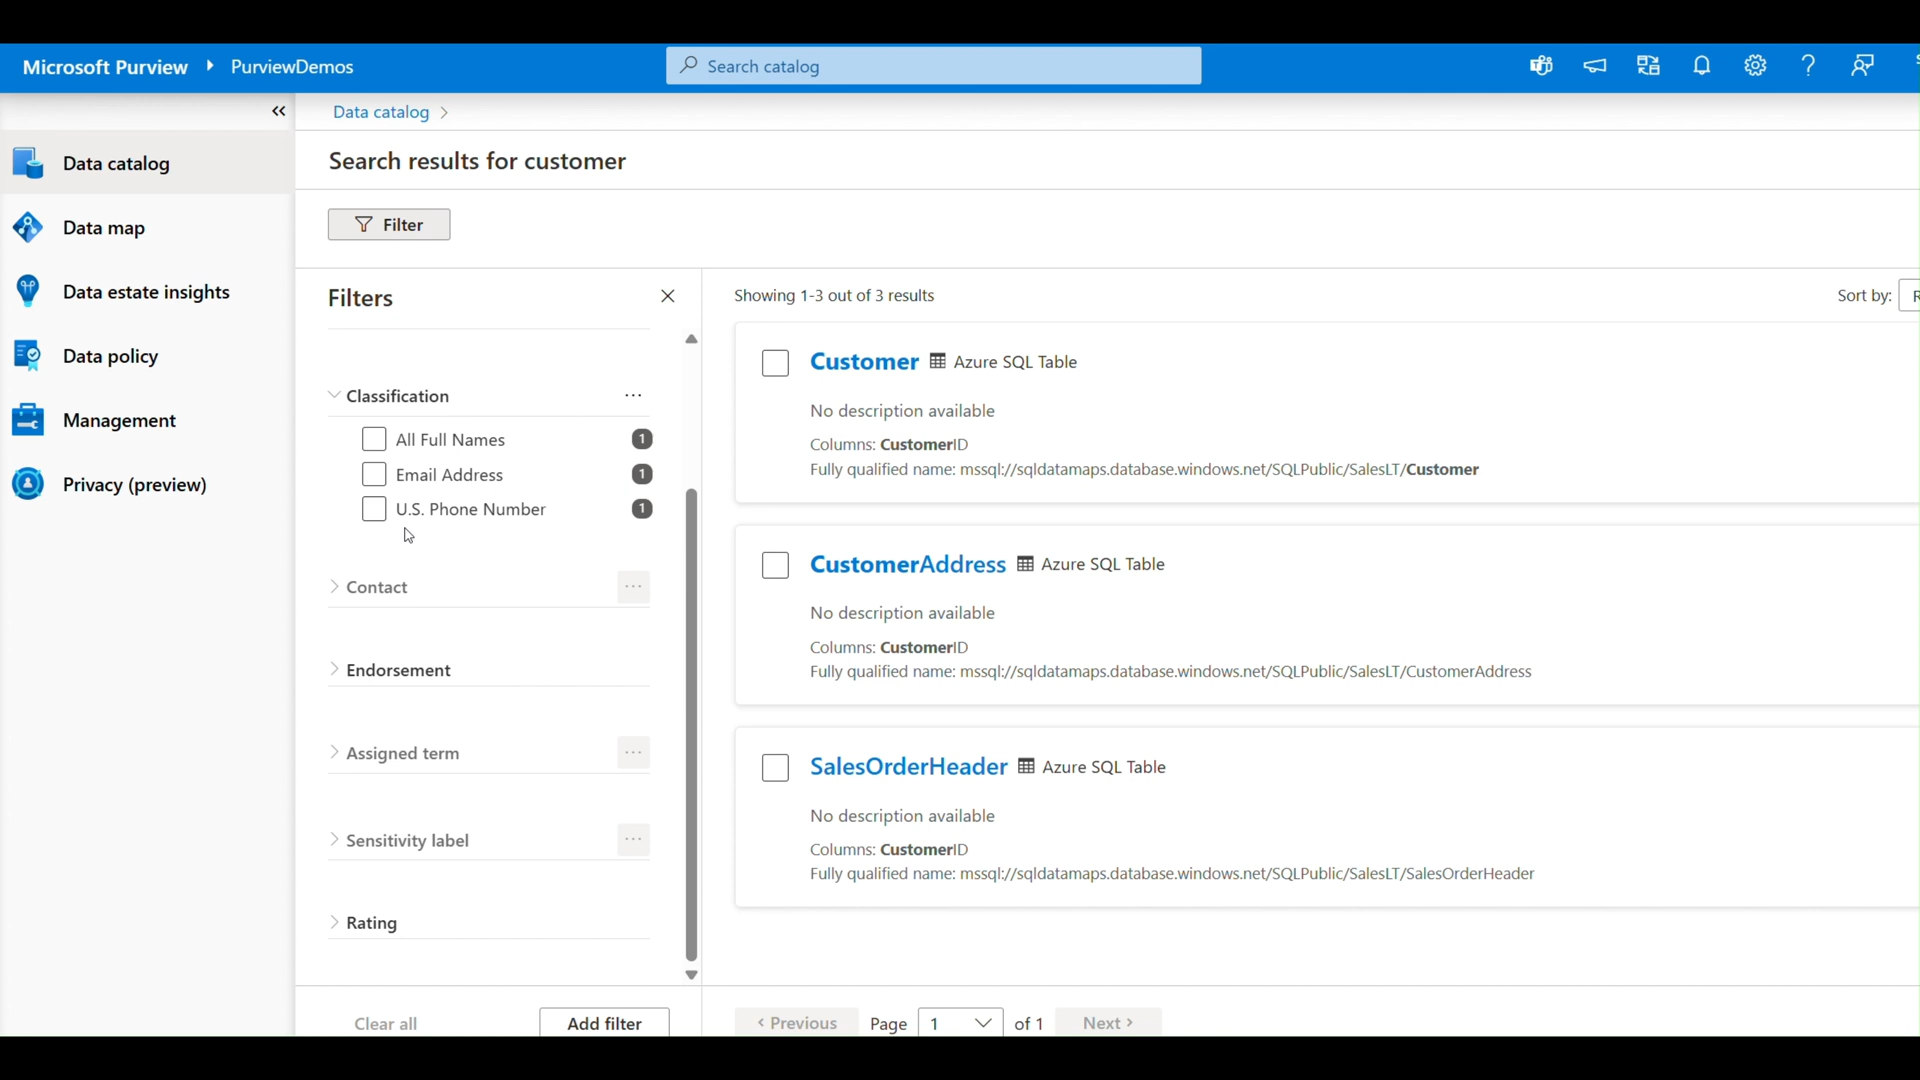 Microsoft Purview PurviewDemos
Search catalog
Data catalog
Data map
Data estate insights
Data policy
Management
Privacy (preview)
Data catalog
Search results for customer
Filter
Filters
Classification
All Full Names 1
Email Address 1
U.S. Phone Number 1
Contact
Endorsement
Assigned term
Sensitivity label
Rating
Clear all Add filter
Showing 1-3 out of 3 results
Sort by:
Customer Azure SQL Table
No description available
Columns: CustomerID
Fully qualified name: mssql://sqldatamaps.database.windows.net/SQLPublic/SalesLT/Customer
CustomerAddress Azure SQL Table
No description available
Columns: CustomerID
Fully qualified name: mssql://sqldatamaps.database.windows.net/SQLPublic/SalesLT/CustomerAddress
SalesOrderHeader Azure SQL Table
No description available
Columns: CustomerID
Fully qualified name: mssql://sqldatamaps.database.windows.net/SQLPublic/SalesLT/SalesOrderHeader
< Previous Page 1 of 1 Next >